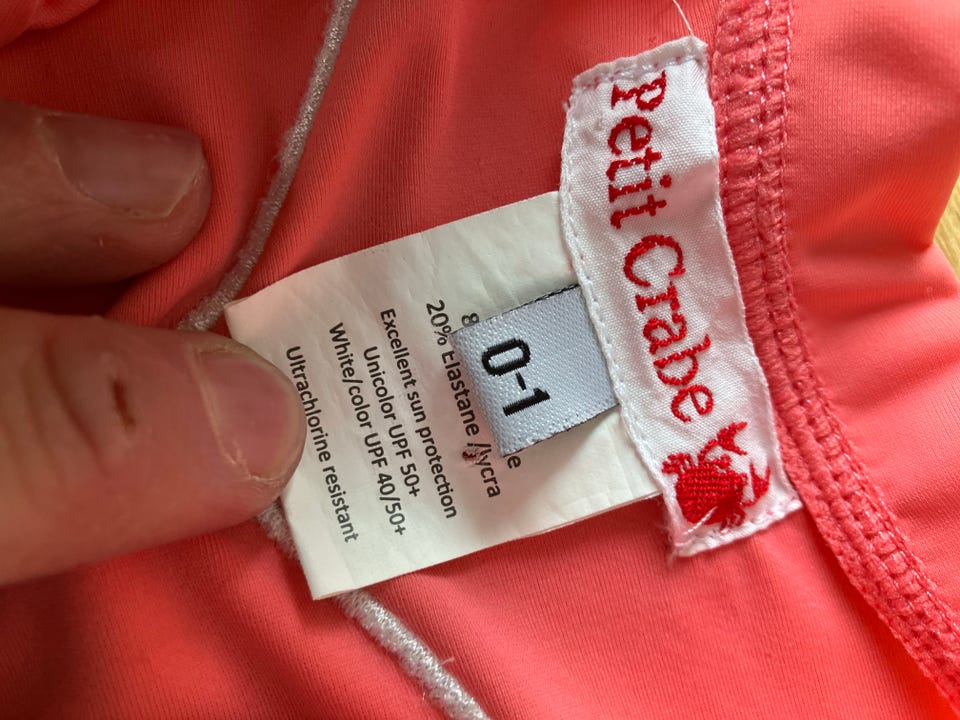 Petit Crabe
0-1
8
20% Elastane /lycra
Excellent sun protection
Unicolor UPF 50+
White/color UPF 40/50+
Ultrachlorine resistant